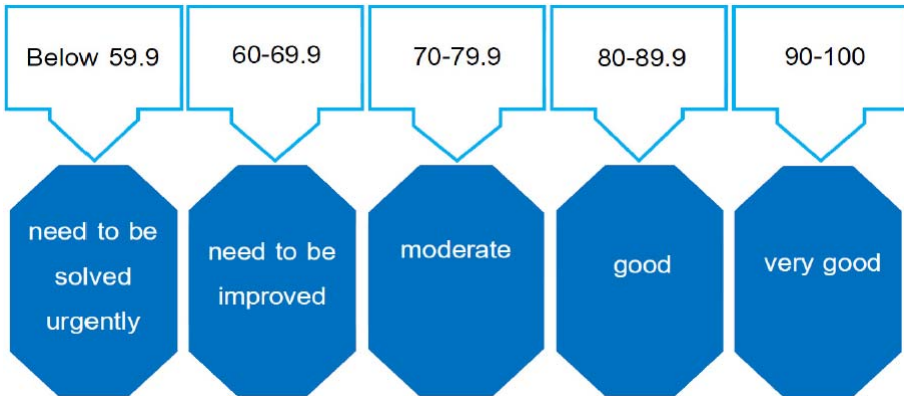 Below 59.9
60-69.9
70-79.9
80-89.9
90-100
need to be
solved
urgently
need to be
improved
moderate
good
very good